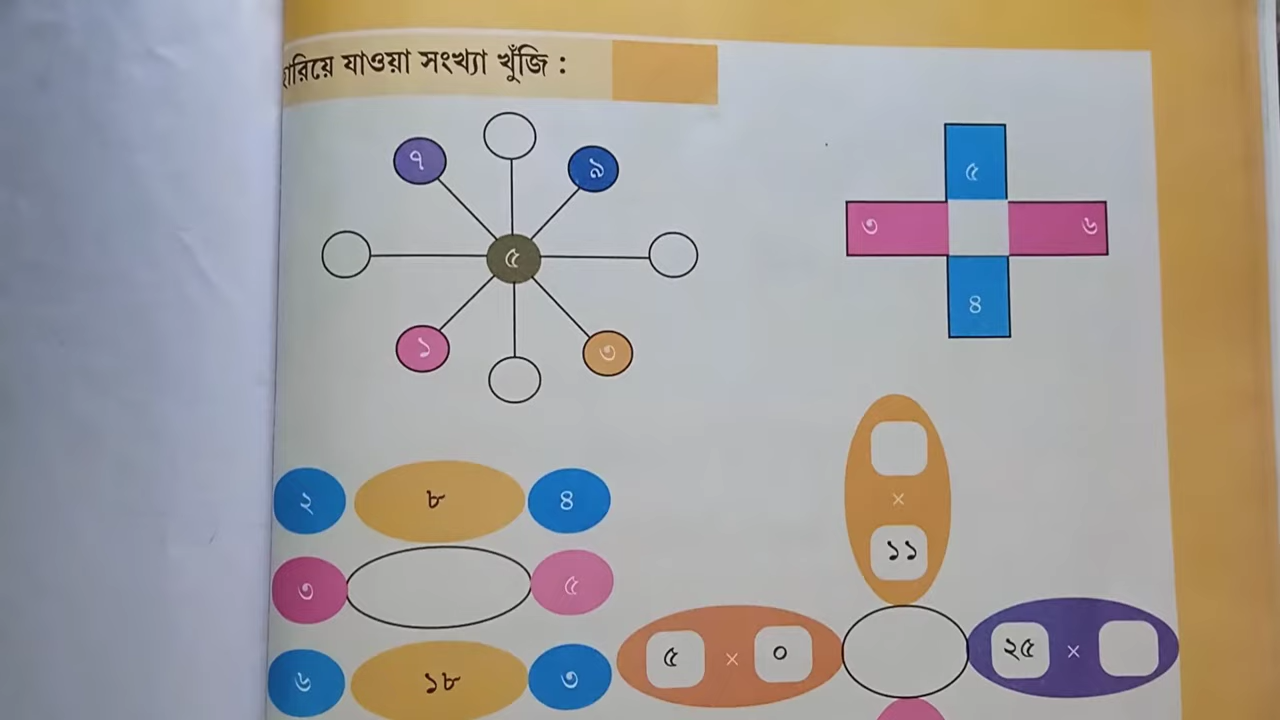 হারিয়ে যাওয়া সংখ্যা খুঁজি :
৭ ৯
৫
১ ৩
৫
৩ ৬
৪
২ ৮ ৪
৩ ৫
৬ ১৮ ৩
×
১১
৫ × ০
২৫ ×